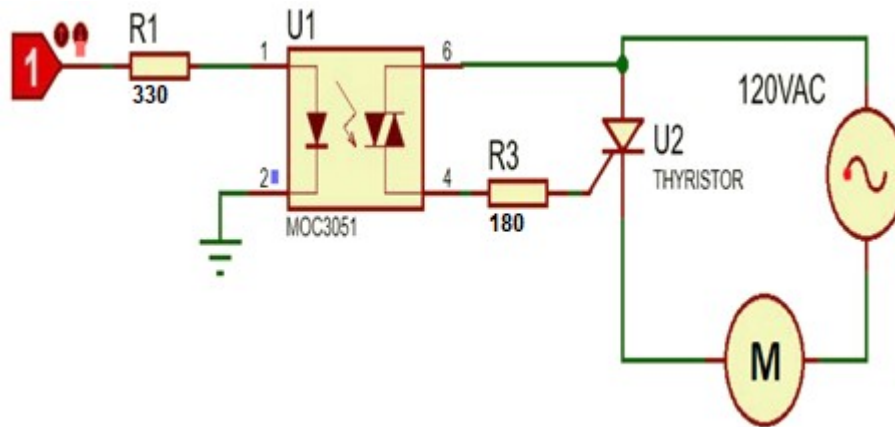 1
R1
330
U1
1
6
2
4
MOC3051
R3
180
U2
THYRISTOR
120VAC
M